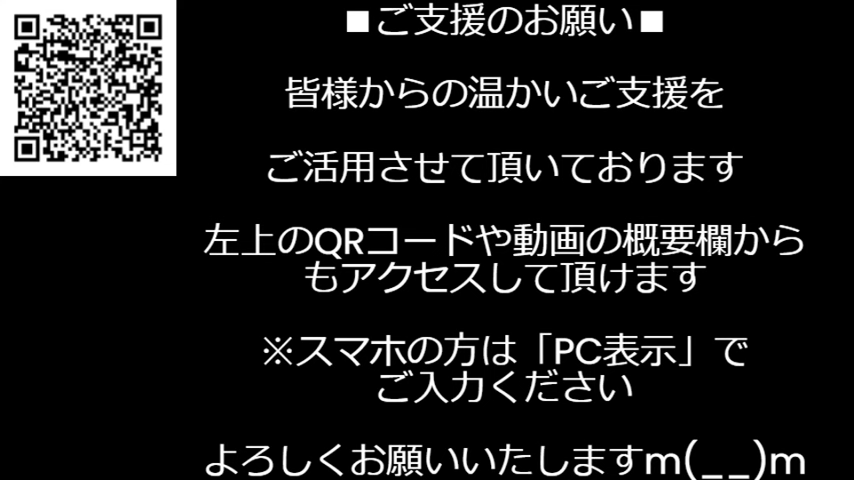 ■ご支援のお願い■
皆様からの温かいご支援を
ご活用させて頂いております
左上のQRコードや動画の概要欄から
もアクセスして頂けます
※スマホの方は「PC表示」で
ご入力ください
よろしくお願いいたしますm(__)m